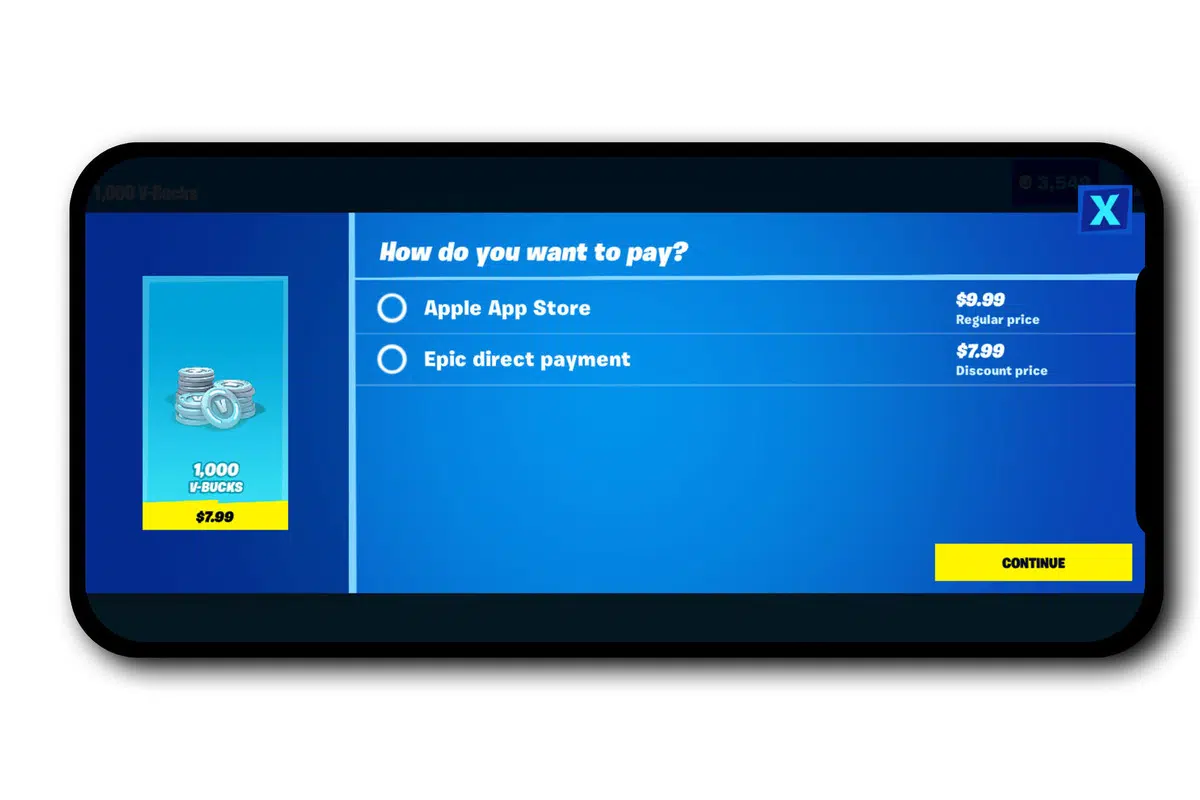 1,000 V-Bucks
3,540
X
How do you want to pay?
Apple App Store
$9.99
Regular price
Epic direct payment
$7.99
Discount price
V
1,000
V-BUCKS
$7.99
CONTINUE